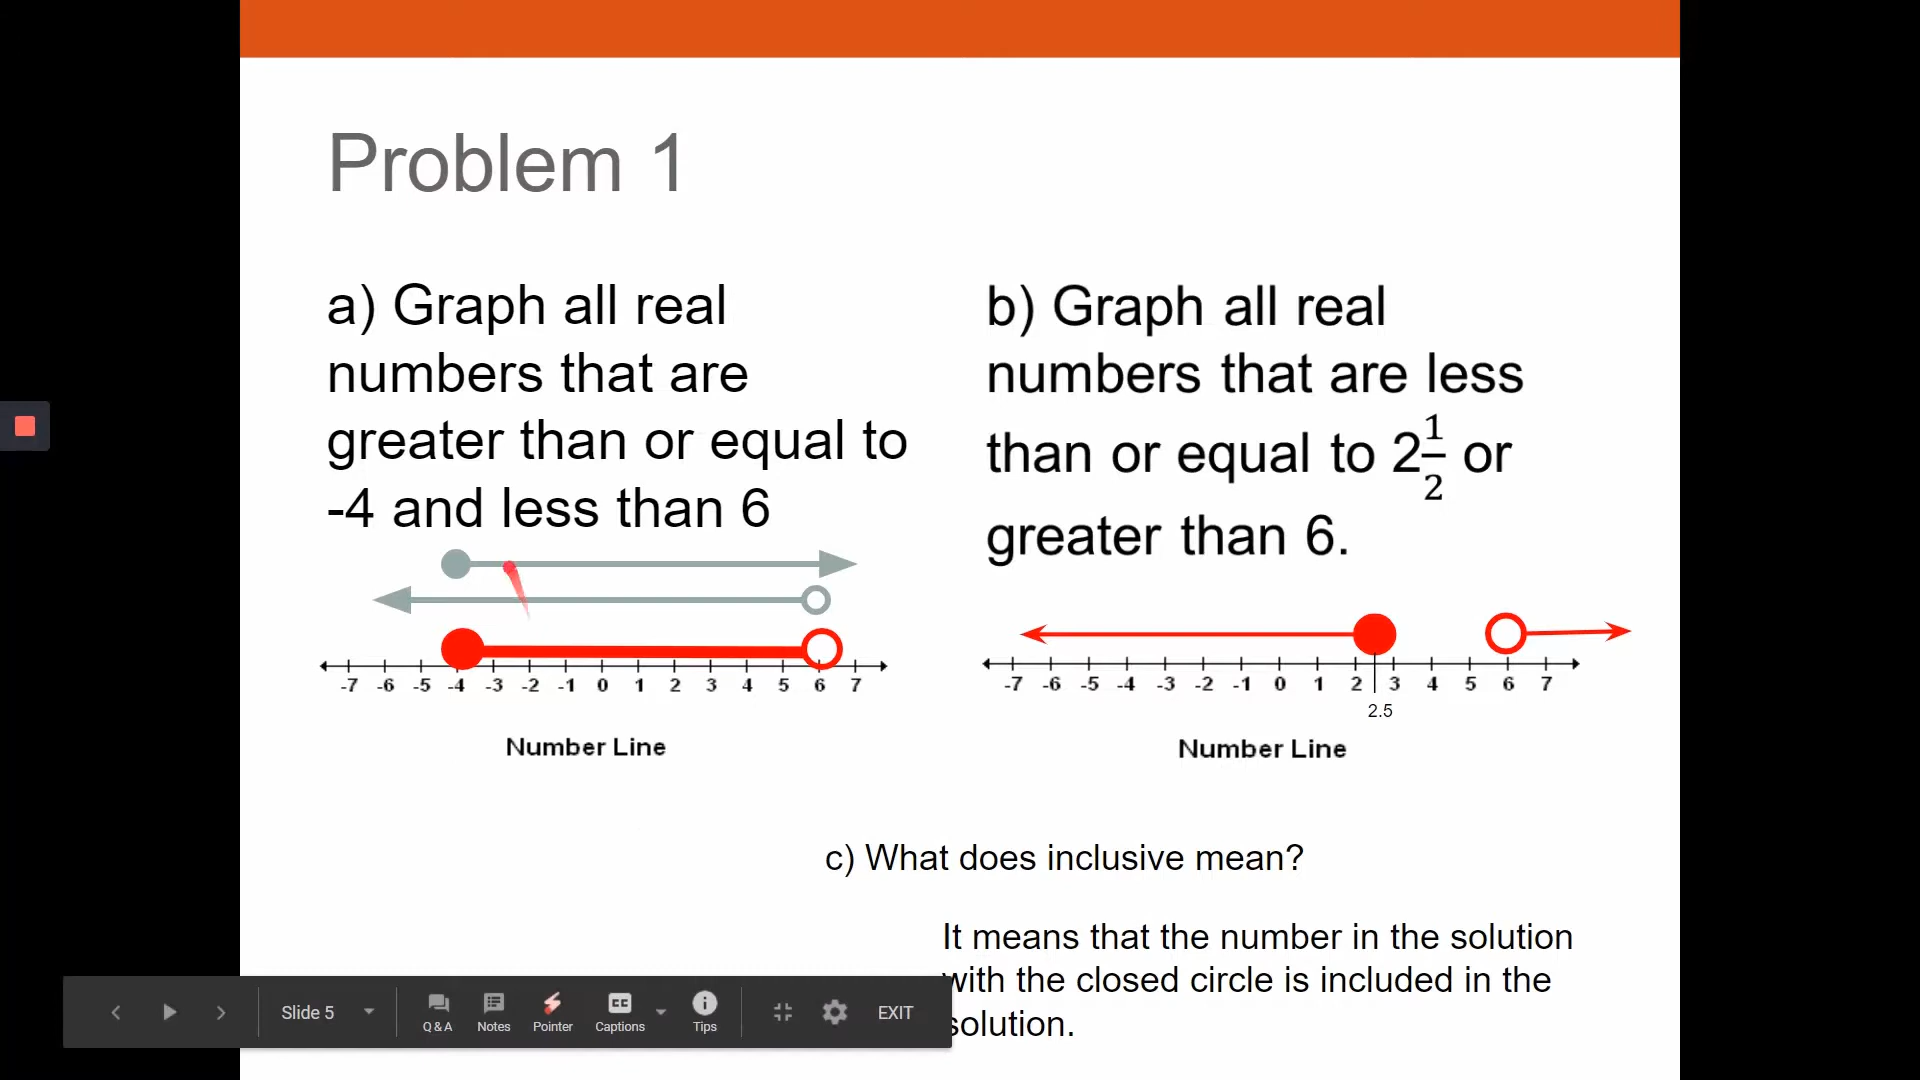 Problem 1
a) Graph all real
numbers that are
greater than or equal to
-4 and less than 6
-7 -6 -5 -4 -3 -2 -1 0 1 2 3 4 5 6 7
Number Line
b) Graph all real
numbers that are less
than or equal to 2 1/2 or
greater than 6.
-7 -6 -5 -4 -3 -2 -1 0 1 2 3 4 5 6 7
2.5
Number Line
c) What does inclusive mean?
It means that the number in the solution
with the closed circle is included in the
solution.
Slide 5
Q & A
Notes
Pointer
CC
Captions
Tips
EXIT